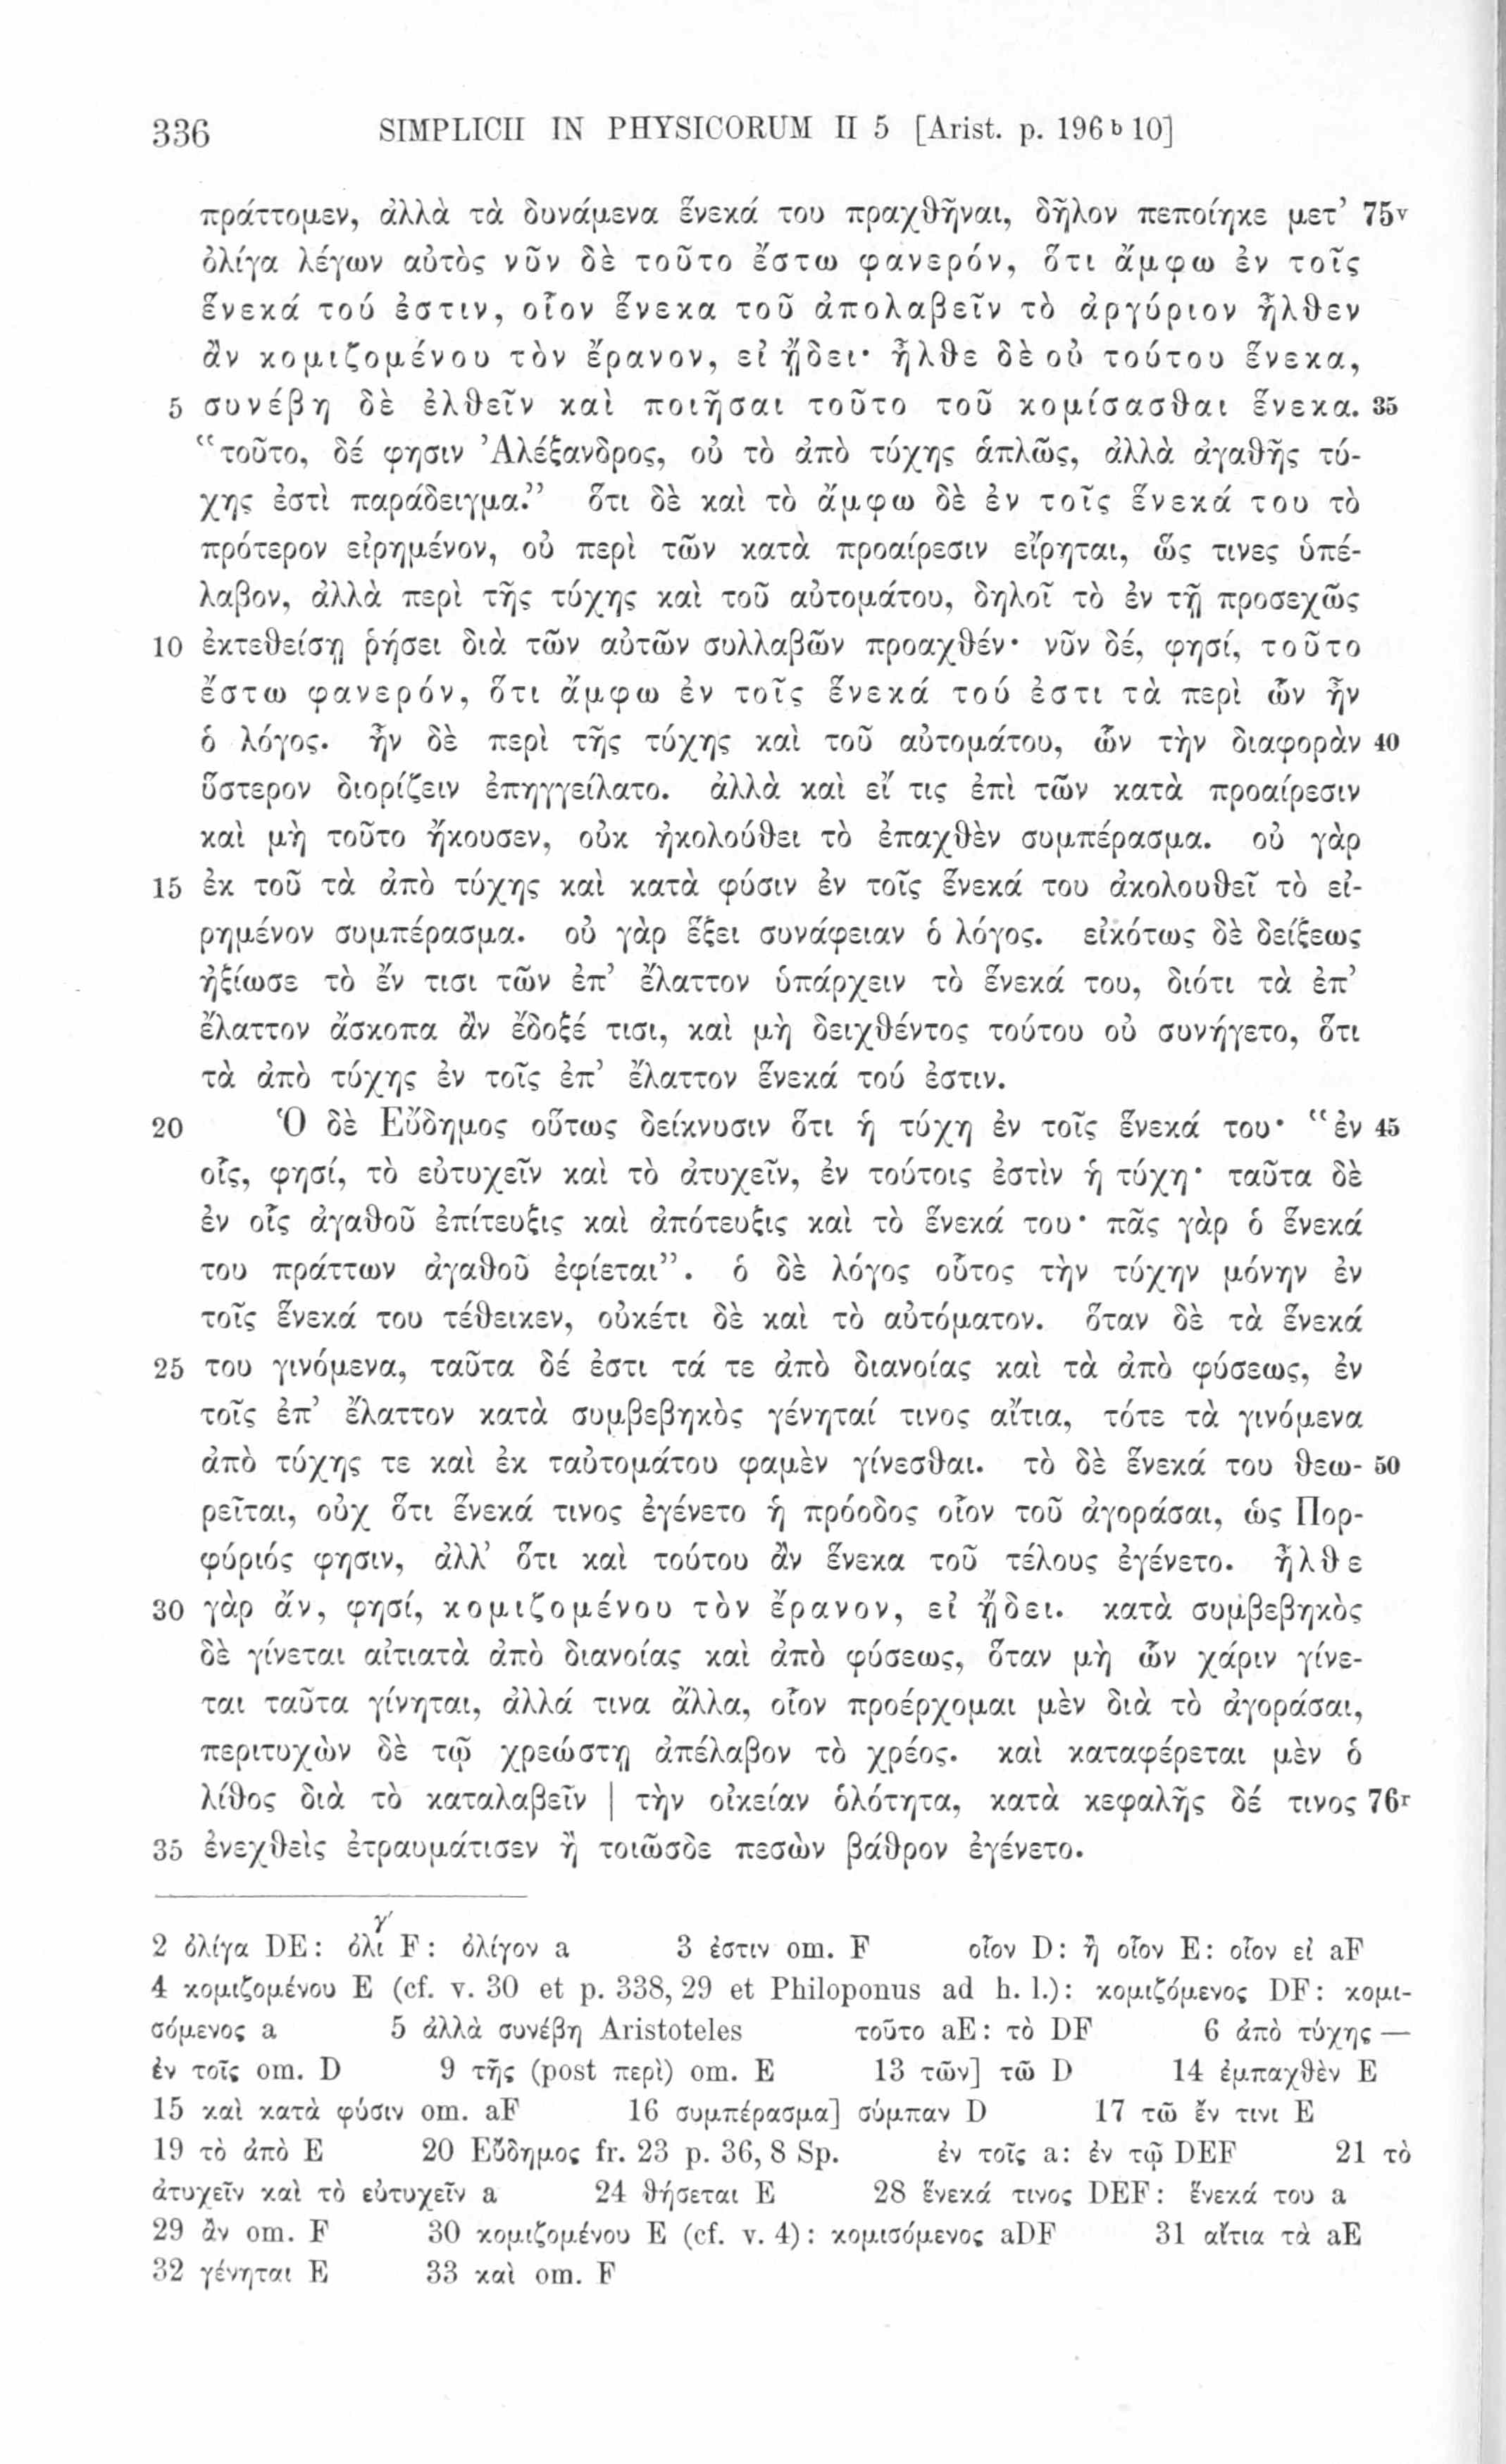 336 SIMPLICII IN PHYSICORUM II 5 [Arist. p. 196 b 10]
πράττομεν, ἀλλὰ τὰ δυνάμενα ἕνεκά του πραχθῆναι, δῆλον πεποίηκε μετ’ 75v
ὀλίγα λέγων αὐτὸς νῦν δὲ τοῦτο ἔστω φανερόν, ὅτι ἄμφω ἐν τοῖς
ἕνεκά τού ἐστιν, οἷον ἕνεκα τοῦ ἀπολαβεῖν τὸ ἀργύριον ἦλθεν
ἂν κομιζομένου τὸν ἔρανον, εἰ ᾔδει· ἦλθε δὲ οὐ τούτου ἕνεκα,
5 συνέβη δὲ ἐλθεῖν καὶ ποιῆσαι τοῦτο τοῦ κομίσασθαι ἕνεκα. 35
“τοῦτο, δέ φησιν Ἀλέξανδρος, οὐ τὸ ἀπὸ τύχης ἁπλῶς, ἀλλὰ ἀγαθῆς τύ-
χης ἐστὶ παράδειγμα.” ὅτι δὲ καὶ τὸ ἄμφω δὲ ἐν τοῖς ἕνεκά του τὸ
πρότερον εἰρημένον, οὐ περὶ τῶν κατὰ προαίρεσιν εἴρηται, ὥς τινες ὑπέ-
λαβον, ἀλλὰ περὶ τῆς τύχης καὶ τοῦ αὐτομάτου, δηλοῖ τὸ ἐν τῇ προσεχῶς
10 ἐκτεθείσῃ ῥήσει διὰ τῶν αὐτῶν συλλαβῶν προαχθέν· νῦν δέ, φησί, τοῦτο
ἔστω φανερόν, ὅτι ἄμφω ἐν τοῖς ἕνεκά τού ἐστι τὰ περὶ ὧν ἦν
ὁ λόγος. ἦν δὲ περὶ τῆς τύχης καὶ τοῦ αὐτομάτου, ὧν τὴν διαφορὰν 40
ὕστερον διορίζειν ἐπηγγείλατο. ἀλλὰ καὶ εἴ τις ἐπὶ τῶν κατὰ προαίρεσιν
καὶ μὴ τοῦτο ἤκουσεν, οὐκ ἠκολούθει τὸ ἐπαχθὲν συμπέρασμα. οὐ γὰρ
15 ἐκ τοῦ τὰ ἀπὸ τύχης καὶ κατὰ φύσιν ἐν τοῖς ἕνεκά του ἀκολουθεῖ τὸ εἰ-
ρημένον συμπέρασμα. οὐ γὰρ ἕξει συνάφειαν ὁ λόγος. εἰκότως δὲ δείξεως
ἠξίωσε τὸ ἔν τισι τῶν ἐπ’ ἔλαττον ὑπάρχειν τὸ ἕνεκά του, διότι τὰ ἐπ’
ἔλαττον ἄσκοπα ἂν ἔδοξέ τισι, καὶ μὴ δειχθέντος τούτου οὐ συνήγετο, ὅτι
τὰ ἀπὸ τύχης ἐν τοῖς ἐπ’ ἔλαττον ἕνεκά τού ἐστιν.
20 Ὁ δὲ Εὔδημος οὕτως δείκνυσιν ὅτι ἡ τύχη ἐν τοῖς ἕνεκά του· “ἐν 45
οἷς, φησί, τὸ εὐτυχεῖν καὶ τὸ ἀτυχεῖν, ἐν τούτοις ἐστὶν ἡ τύχη· ταῦτα δὲ
ἐν οἷς ἀγαθοῦ ἐπίτευξις καὶ ἀπότευξις καὶ τὸ ἕνεκά του· πᾶς γὰρ ὁ ἕνεκά
του πράττων ἀγαθοῦ ἐφίεται”. ὁ δὲ λόγος οὗτος τὴν τύχην μόνην ἐν
τοῖς ἕνεκά του τέθεικεν, οὐκέτι δὲ καὶ τὸ αὐτόματον. ὅταν δὲ τὰ ἕνεκά
25 του γινόμενα, ταῦτα δέ ἐστι τά τε ἀπὸ διανοίας καὶ τὰ ἀπὸ φύσεως, ἐν
τοῖς ἐπ’ ἔλαττον κατὰ συμβεβηκὸς γένηταί τινος αἴτια, τότε τὰ γινόμενα
ἀπὸ τύχης τε καὶ ἐκ ταὐτομάτου φαμὲν γίνεσθαι. τὸ δὲ ἕνεκά του θεω- 50
ρεῖται, οὐχ ὅτι ἕνεκά τινος ἐγένετο ἡ πρόοδος οἷον τοῦ ἀγοράσαι, ὡς Πορ-
φύριός φησιν, ἀλλ’ ὅτι καὶ τούτου ἂν ἕνεκα τοῦ τέλους ἐγένετο. ἦλθε
30 γὰρ ἄν, φησί, κομιζομένου τὸν ἔρανον, εἰ ᾔδει. κατὰ συμβεβηκὸς
δὲ γίνεται αἰτιατὰ ἀπὸ διανοίας καὶ ἀπὸ φύσεως, ὅταν μὴ ὧν χάριν γίνε-
ται ταῦτα γίνηται, ἀλλά τινα ἄλλα, οἷον προέρχομαι μὲν διὰ τὸ ἀγοράσαι,
περιτυχὼν δὲ τῷ χρεώστῃ ἀπέλαβον τὸ χρέος. καὶ καταφέρεται μὲν ὁ
λίθος διὰ τὸ καταλαβεῖν | τὴν οἰκείαν ὁλότητα, κατὰ κεφαλῆς δέ τινος 76r
35 ἐνεχθεὶς ἐτραυμάτισεν ἢ τοιῶσδε πεσὼν βάθρον ἐγένετο.
2 ὀλίγα DE: ὀλιγ´ F: ὀλίγον a 3 ἐστιν om. F οἷον D: ἢ οἷον E: οἷον εἰ aF
4 κομιζομένου E (cf. v. 30 et p. 338, 29 et Philoponus ad h. l.): κομιζόμενος DF: κομι-
σόμενος a 5 ἀλλὰ συνέβη Aristoteles τοῦτο aE: τὸ DF 6 ἀπὸ τύχης —
ἐν τοῖς om. D 9 τῆς (post περὶ) om. E 13 τῶν] τῶ D 14 ἐμπαχθὲν E
15 καὶ κατὰ φύσιν om. aF 16 συμπέρασμα] σύμπαν D 17 τῶ ἔν τινι E
19 τὸ ἀπὸ E 20 Εὔδημος fr. 23 p. 36, 8 Sp. ἐν τοῖς a: ἐν τῷ DEF 21 τὸ
ἀτυχεῖν καὶ τὸ εὐτυχεῖν a 24 θήσεται E 28 ἕνεκά τινος DEF: ἕνεκά του a
29 ἂν om. F 30 κομιζομένου E (cf. v. 4): κομισόμενος aDF 31 αἴτια τὰ aE
32 γένηται E 33 καὶ om. F